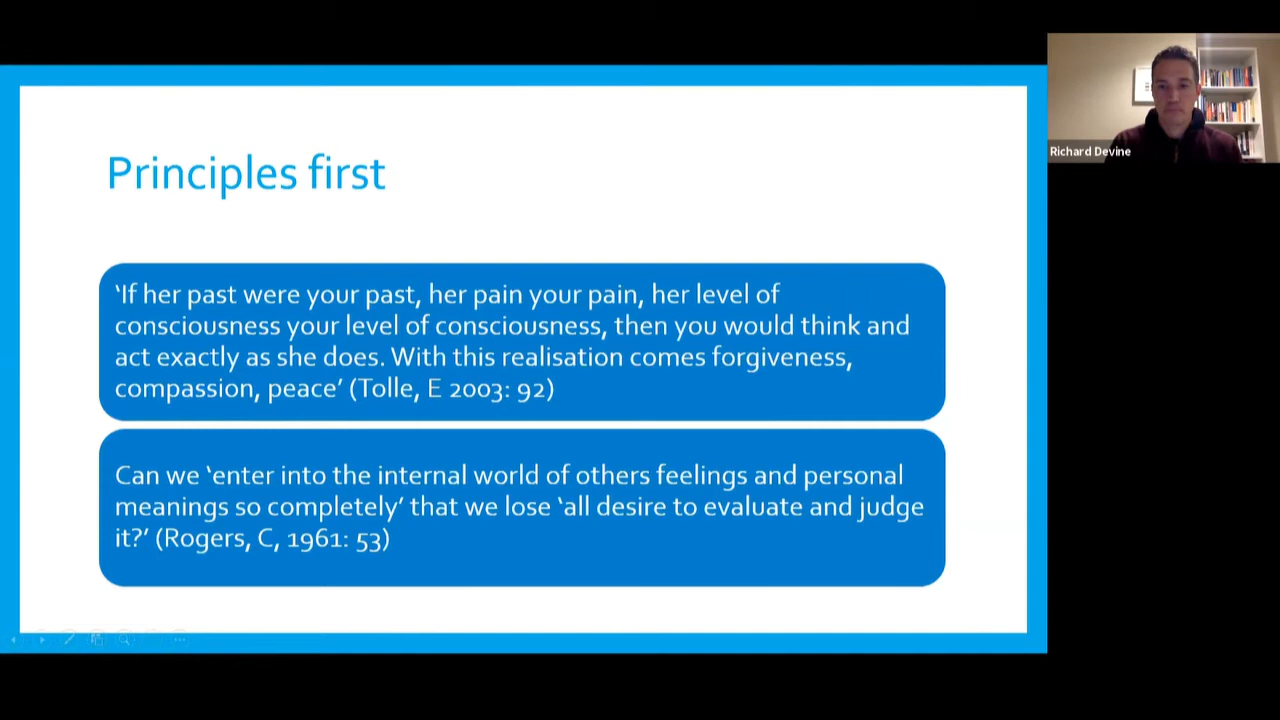 Principles first
‘If her past were your past, her pain your pain, her level of
consciousness your level of consciousness, then you would think and
act exactly as she does. With this realisation comes forgiveness,
compassion, peace’ (Tolle, E 2003: 92)
Can we ‘enter into the internal world of others feelings and personal
meanings so completely’ that we lose ‘all desire to evaluate and judge
it?’ (Rogers, C, 1961: 53)
Richard Devine